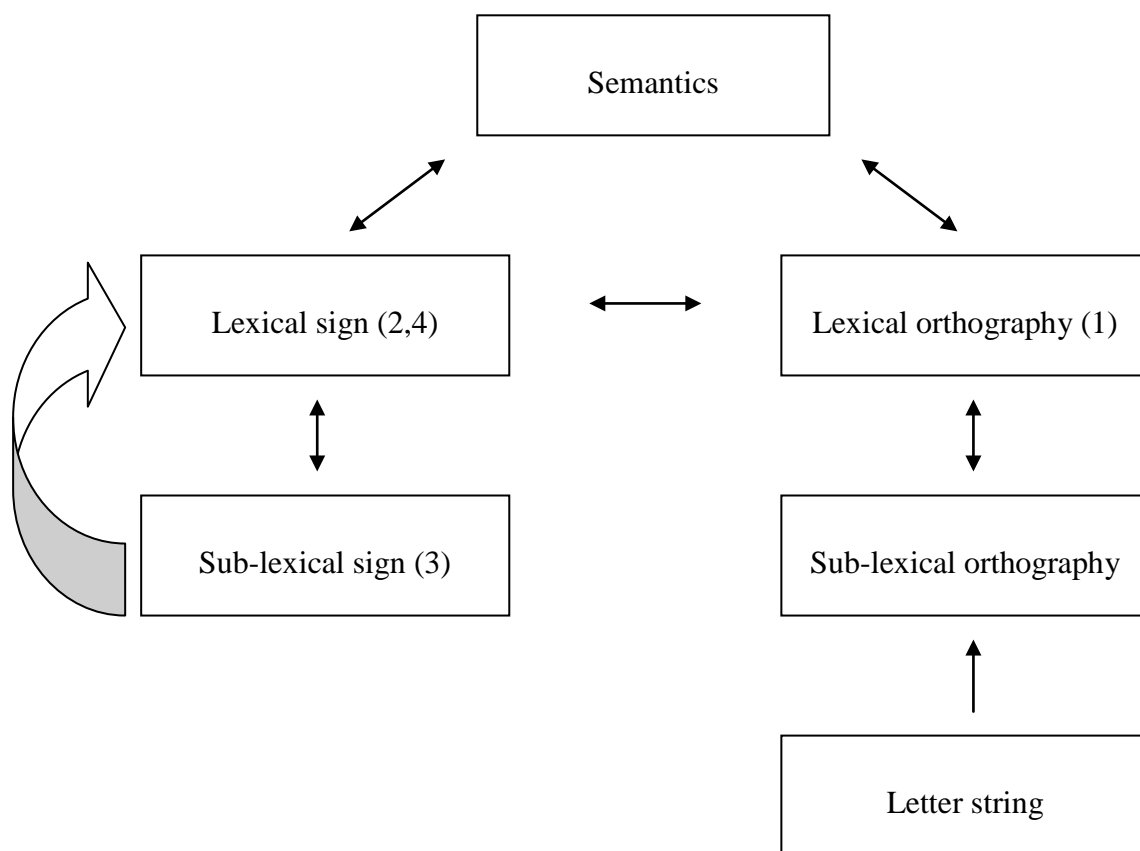 Semantics
Lexical sign (2,4)
Lexical orthography (1)
Sub-lexical sign (3)
Sub-lexical orthography
Letter string